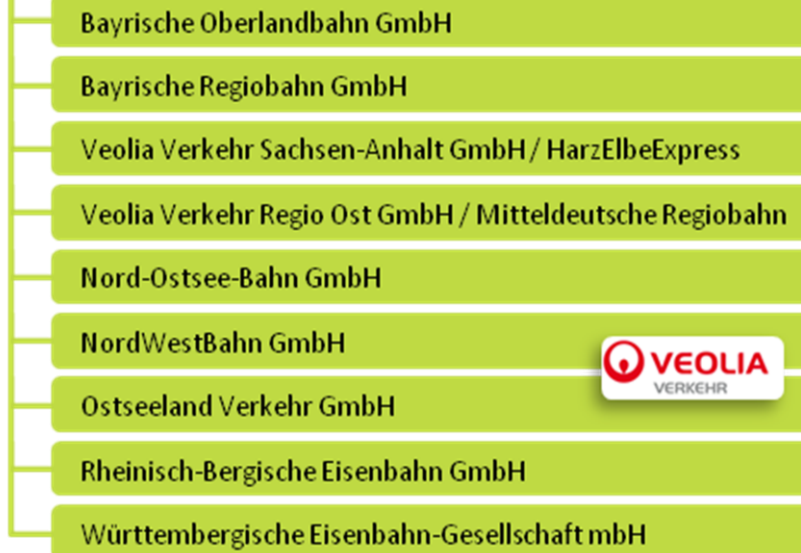 Bayrische Oberlandbahn GmbH
Bayrische Regiobahn GmbH
Veolia Verkehr Sachsen-Anhalt GmbH / HarzElbeExpress
Veolia Verkehr Regio Ost GmbH / Mitteldeutsche Regiobahn
Nord-Ostsee-Bahn GmbH
NordWestBahn GmbH
VEOLIA
VERKEHR
Ostseeland Verkehr GmbH
Rheinisch-Bergische Eisenbahn GmbH
Württembergische Eisenbahn-Gesellschaft mbH